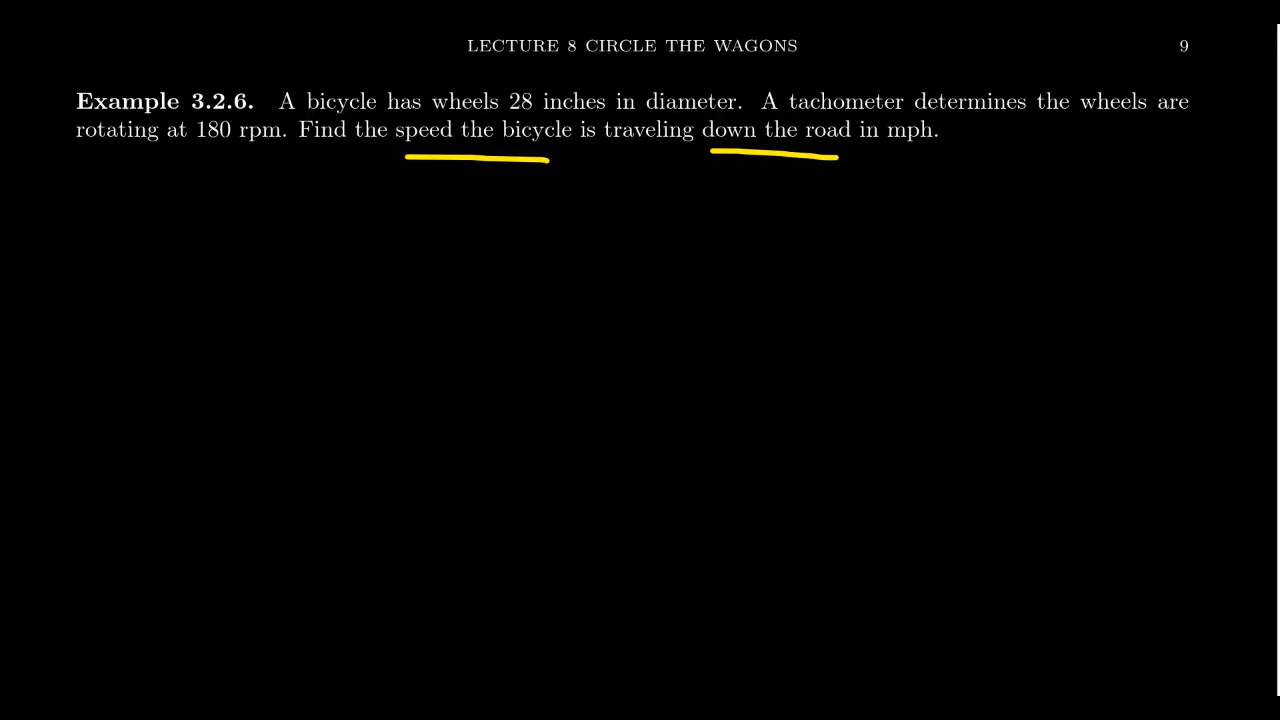 LECTURE 8 CIRCLE THE WAGONS 9
Example 3.2.6. A bicycle has wheels 28 inches in diameter. A tachometer determines the wheels are
rotating at 180 rpm. Find the speed the bicycle is traveling down the road in mph.